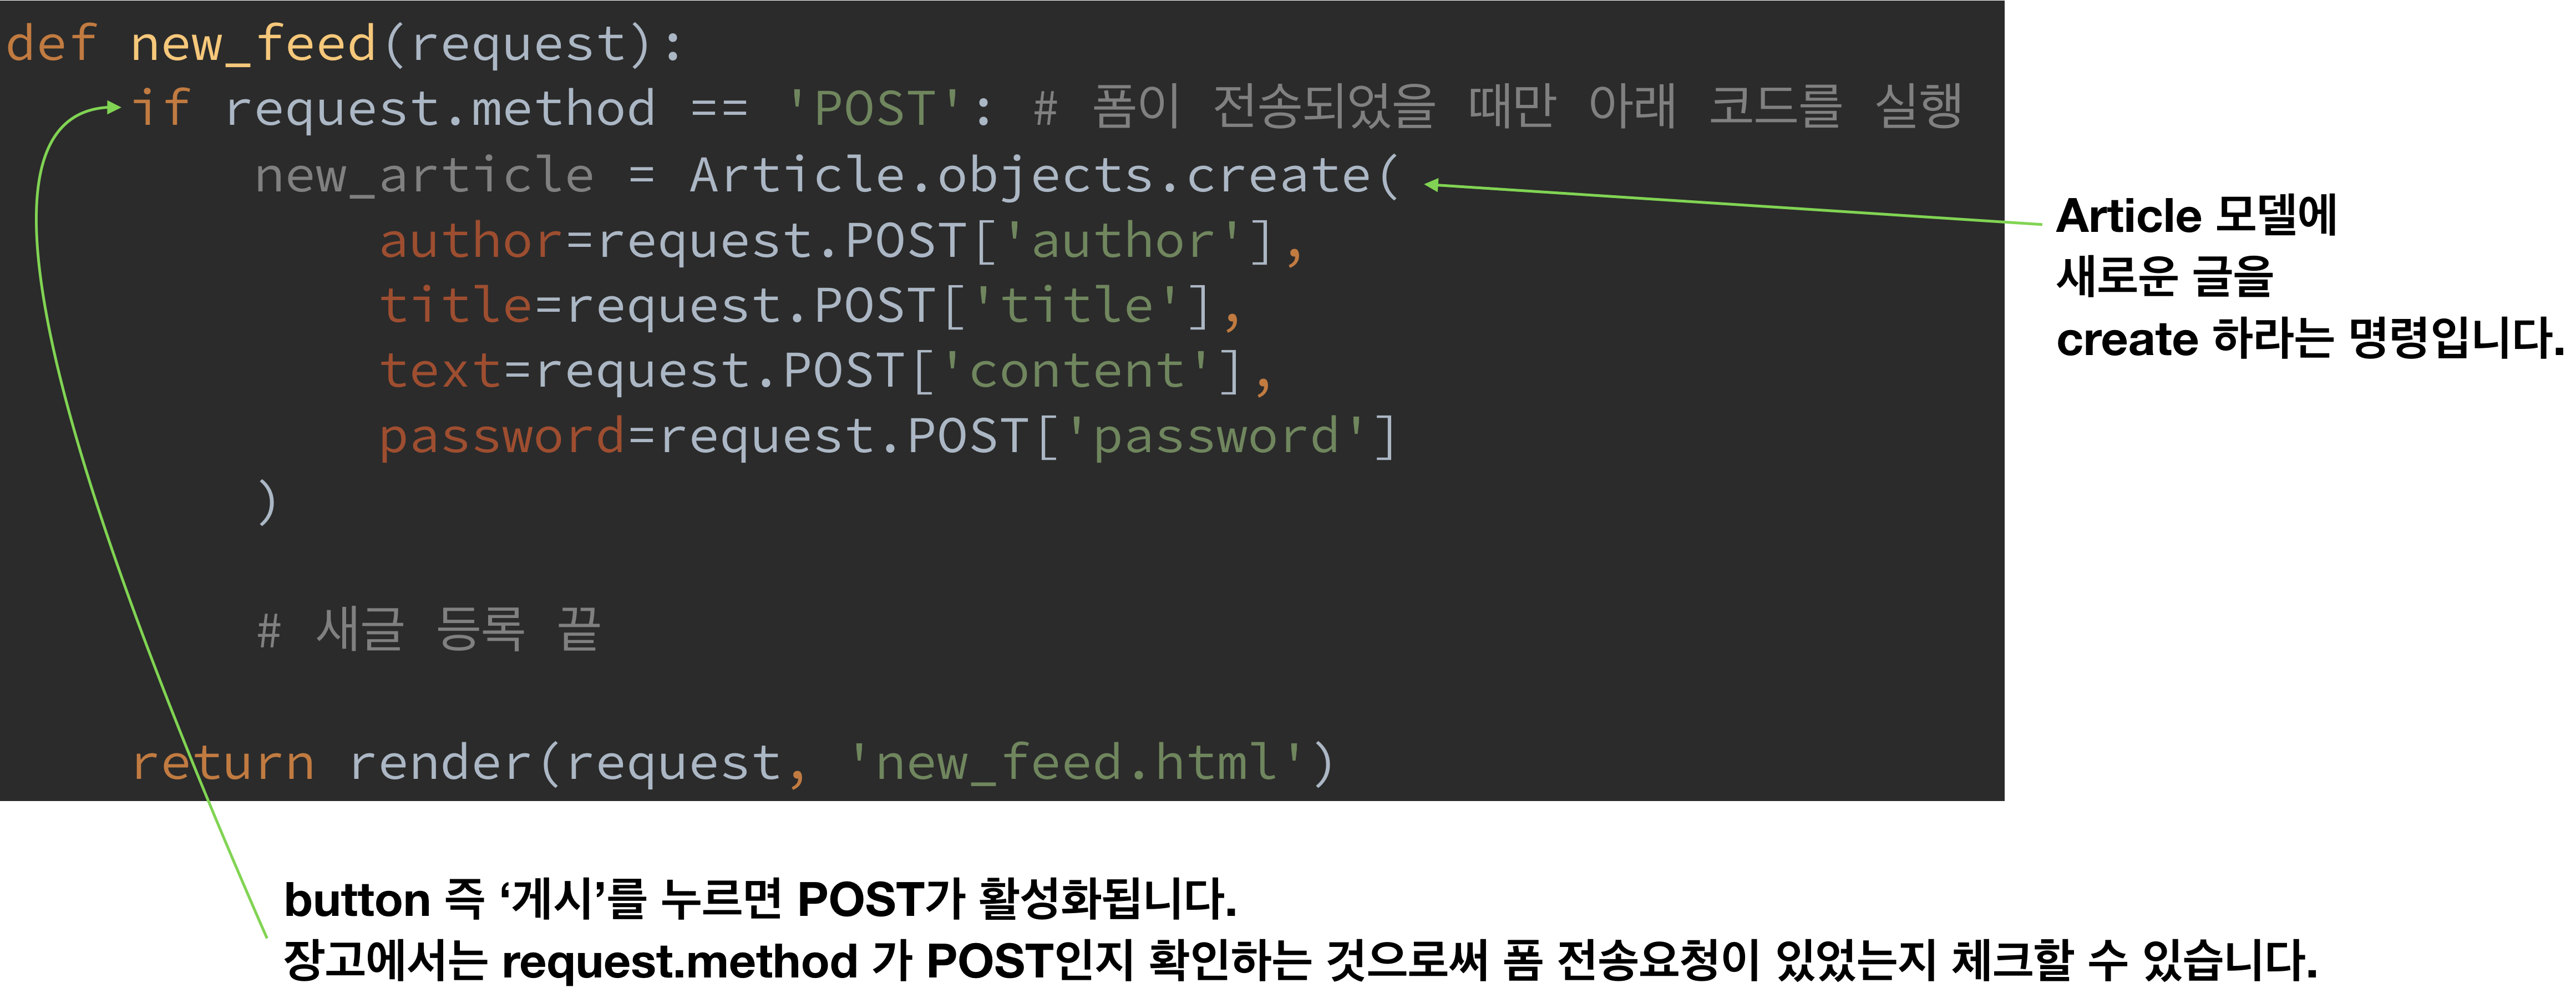 def new_feed(request):
if request.method == 'POST': # 폼이 전송되었을 때만 아래 코드를 실행
new_article = Article.objects.create(
author=request.POST['author'],
title=request.POST['title'],
text=request.POST['content'],
password=request.POST['password']
)
# 새글 등록 끝
return render(request, 'new_feed.html')
Article 모델에
새로운 글을
create 하라는 명령입니다.
button 즉 ‘게시’를 누르면 POST가 활성화됩니다.
장고에서는 request.method 가 POST인지 확인하는 것으로써 폼 전송요청이 있었는지 체크할 수 있습니다.